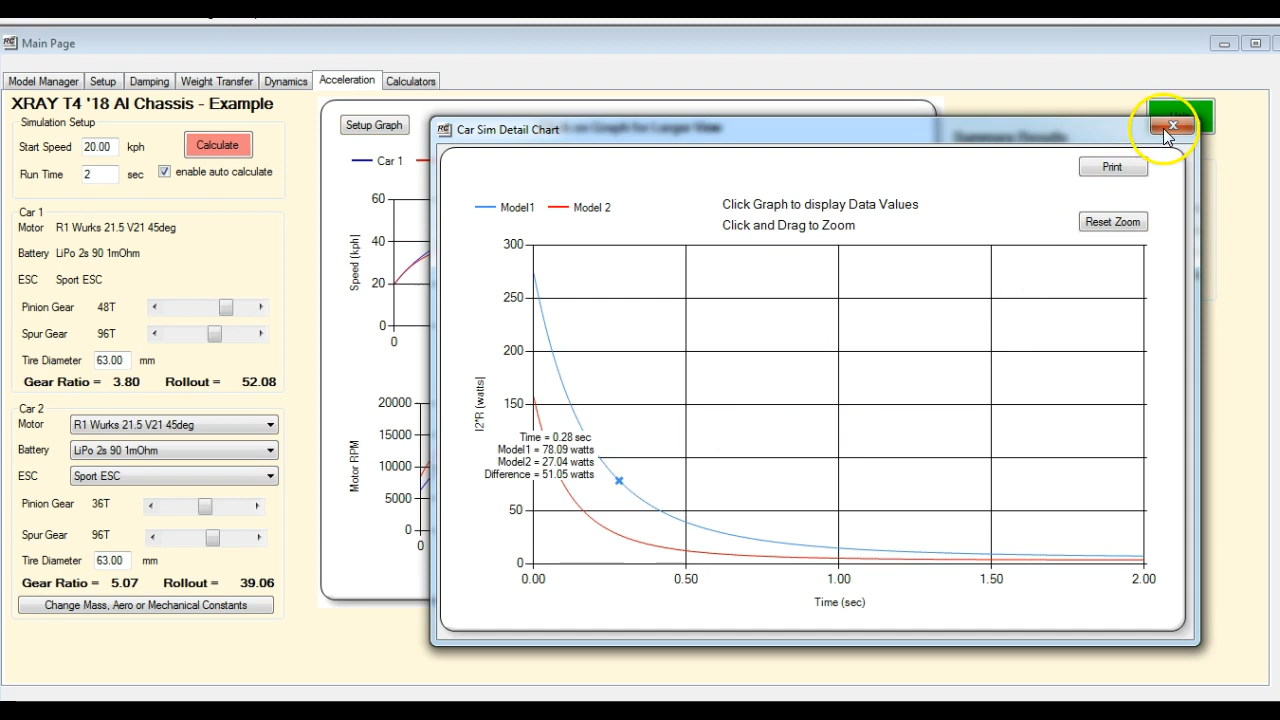 Main Page
Model Manager Setup Damping Weight Transfer Dynamics Acceleration Calculators
XRAY T4 '18 Al Chassis - Example
Simulation Setup
Start Speed 20.00 kph
Calculate
Run Time 2 sec
enable auto calculate
Car 1
Motor R1 Wurks 21.5 V21 45deg
Battery LiPo 2s 90 1mOhm
ESC Sport ESC
Pinion Gear 48T
Spur Gear 96T
Tire Diameter 63.00 mm
Gear Ratio = 3.80 Rollout = 52.08
Car 2
Motor R1 Wurks 21.5 V21 45deg
Battery LiPo 2s 90 1mOhm
ESC Sport ESC
Pinion Gear 36T
Spur Gear 96T
Tire Diameter 63.00 mm
Gear Ratio = 5.07 Rollout = 39.06
Change Mass, Aero or Mechanical Constants
Setup Graph
on Graph for Larger View
Summary Results
Car 1
60
40
20
0
0
Speed (kph)
20000
15000
10000
5000
0
0
Motor RPM
Car Sim Detail Chart
Print
Model1 Model 2
Click Graph to display Data Values
Click and Drag to Zoom
Reset Zoom
300
250
200
150
50
0
I2*R (watts)
Time = 0.28 sec
Model1 = 78.09 watts
Model2 = 27.04 watts
Difference = 51.05 watts
0.00 0.50 1.00 1.50 2.00
Time (sec)